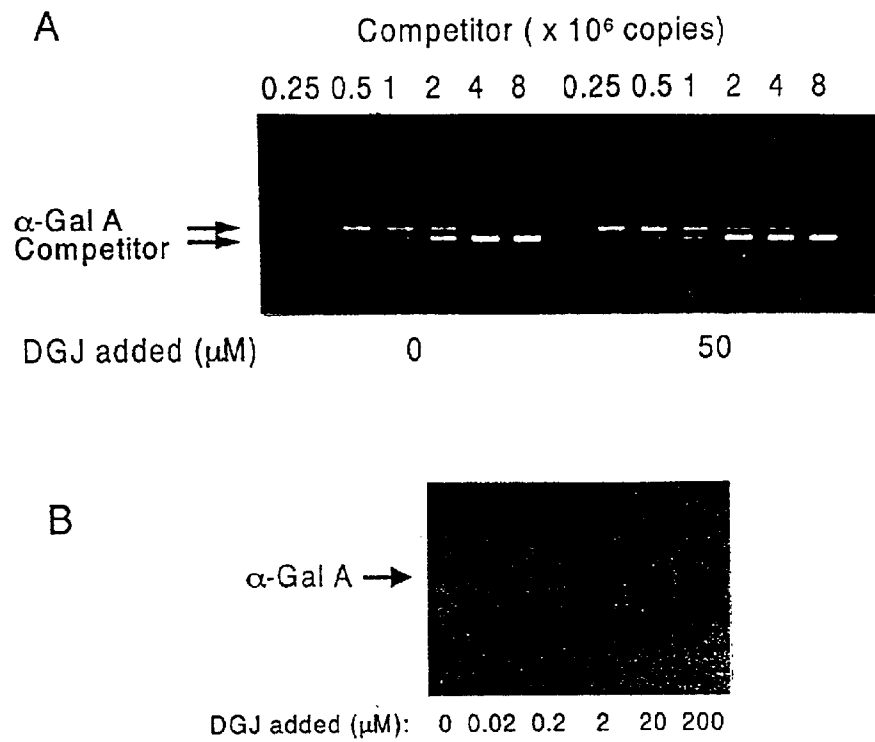 A
Competitor ( x 10⁶ copies)
0.25 0.5 1 2 4 8 0.25 0.5 1 2 4 8
α-Gal A
Competitor
DGJ added (μM) 0 50
B
α-Gal A
DGJ added (μM): 0 0.02 0.2 2 20 200